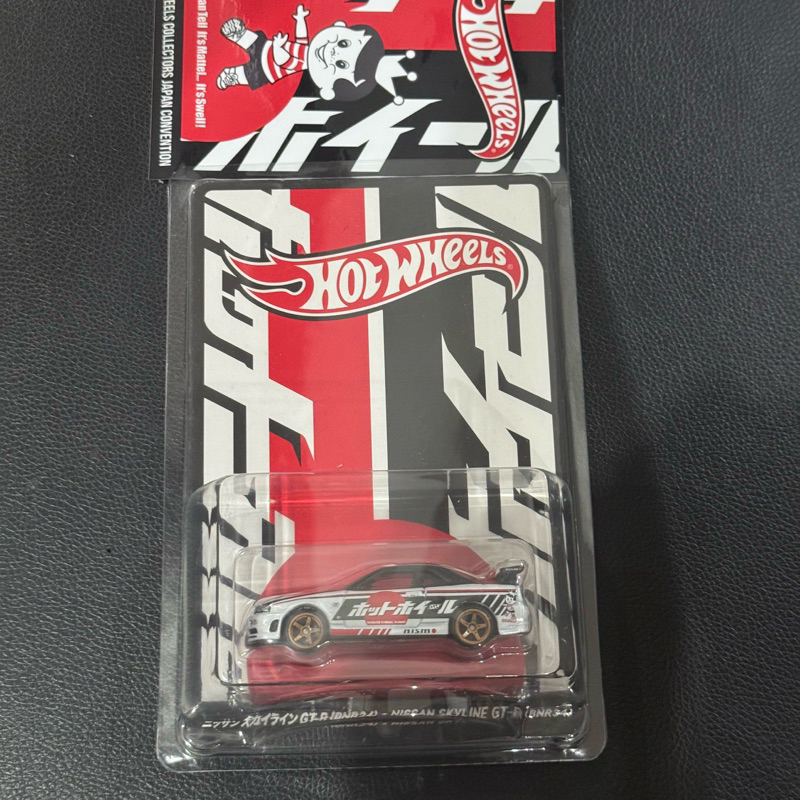 EELS COLLECTORS JAPAN CONVENTION
an Tell It's Mattel... It's Swell!
HOT WHEELS
ホイール
HOT WHEELS
ホットホイール
nismo
ニッサン スカイライン GT-R (BNR34) - NISSAN SKYLINE GT-R (BNR34)